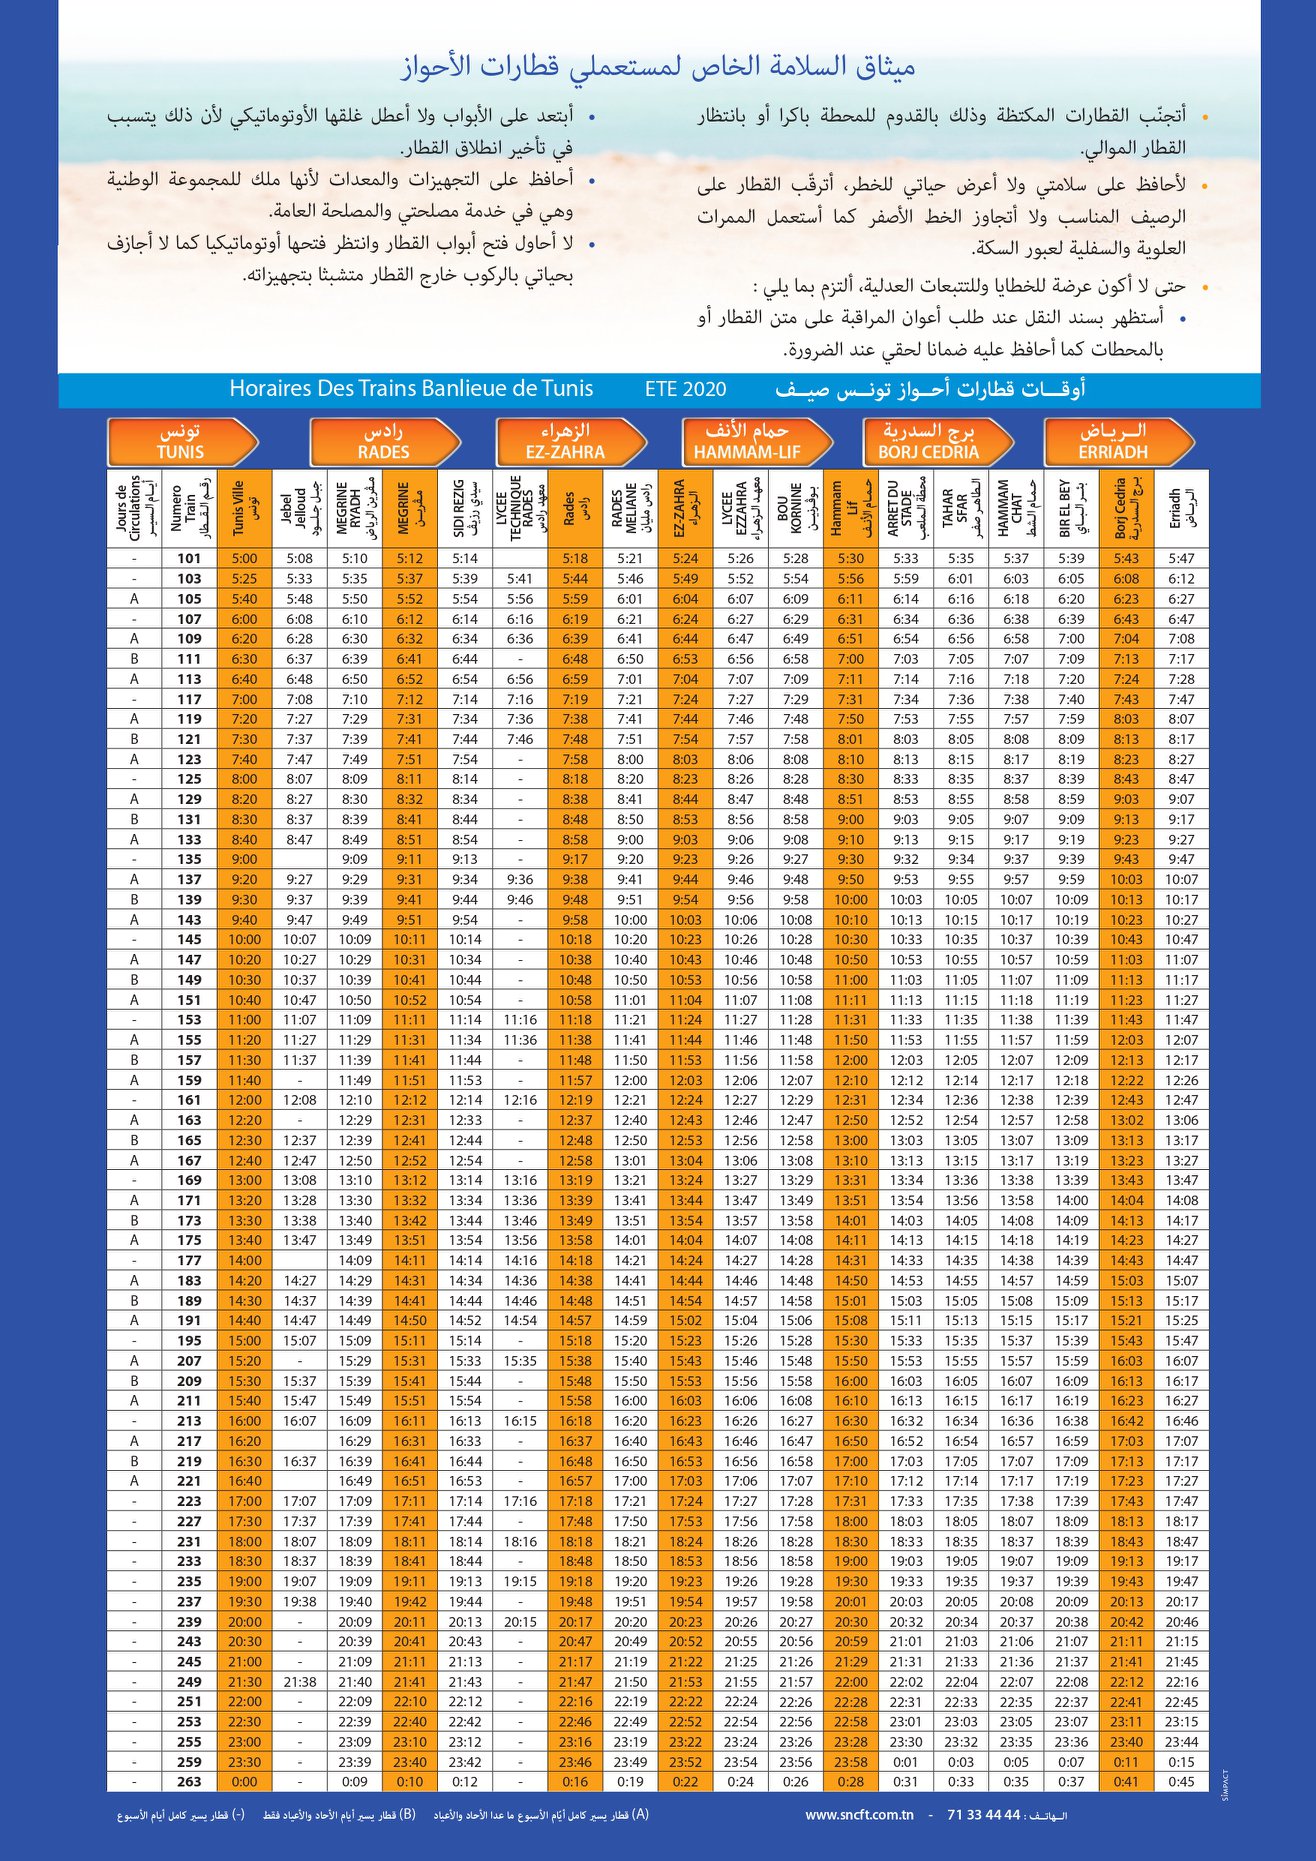 ميثاق السلامة الخاص لمستعملي قطارات الأحواز
• أتجنّب القطارات المكتظة وذلك بالقدوم للمحطة باكرا أو بانتظار
القطار الموالي.
• لأحافظ على سلامتي ولا أعرض حياتي للخطر، أترقّب القطار على
الرصيف المناسب ولا أتجاوز الخط الأصفر كما أستعمل الممرات
العلوية والسفلية لعبور السكة.
• حتى لا أكون عرضة للخطايا وللتتبعات العدلية، ألتزم بما يلي :
• أستظهر بسند النقل عند طلب أعوان المراقبة على متن القطار أو
بالمحطات كما أحافظ عليه ضمانا لحقي عند الضرورة.
• أبتعد على الأبواب ولا أعطل غلقها الأوتوماتيكي لأن ذلك يتسبب
في تأخير انطلاق القطار.
• أحافظ على التجهيزات والمعدات لأنها ملك للمجموعة الوطنية
وهي في خدمة مصلحتي والمصلحة العامة.
• لا أحاول فتح أبواب القطار وانتظر فتحها أوتوماتيكيا كما لا أجازف
بحياتي بالركوب خارج القطار متشبثا بتجهيزاته.
Horaires Des Trains Banlieue de Tunis ETE 2020 أوقـــات قطارات أحـــواز تونـــس صيـــف
تونس رادس الزهراء حمام الأنف برج السدرية الـــريـــاض
TUNIS RADES EZ-ZAHRA HAMMAM-LIF BORJ CEDRIA ERRIADH
Jours de Circulations أيــام السيــر
Numero Train رقــم القــطــار
Tunis Ville تونس
Jebel Jelloud جبــل جلــود
MEGRINE RYADH مڤرين الرياض
MEGRINE مڤريــن
SIDI REZIG سيدي رزيڤ
LYCEE TECHNIQUE RADES معهد رادس
Rades رادس
RADES MELIANE رادس مليان
EZ-ZAHRA الــزهــراء
LYCEE EZZAHRA معهــد الزهــراء
BOU KORNINE بــوڤرنيــن
Hammam Lif حمــام الأنــف
ARRET DU STADE محطة الملعب
TAHAR SFAR الطاهــر صفــر
HAMMAM CHAT حمــام الشــط
BIR EL BEY بئــر البــاي
Borj Cedria بــرج السدريــة
Erriadh الريــاض
- 101 5:00 5:08 5:10 5:12 5:14 5:18 5:21 5:24 5:26 5:28 5:30 5:33 5:35 5:37 5:39 5:43 5:47
- 103 5:25 5:33 5:35 5:37 5:39 5:41 5:44 5:46 5:49 5:52 5:54 5:56 5:59 6:01 6:03 6:05 6:08 6:12
A 105 5:40 5:48 5:50 5:52 5:54 5:56 5:59 6:01 6:04 6:07 6:09 6:11 6:14 6:16 6:18 6:20 6:23 6:27
- 107 6:00 6:08 6:10 6:12 6:14 6:16 6:19 6:21 6:24 6:27 6:29 6:31 6:34 6:36 6:38 6:39 6:43 6:47
A 109 6:20 6:28 6:30 6:32 6:34 6:36 6:39 6:41 6:44 6:47 6:49 6:51 6:54 6:56 6:58 7:00 7:04 7:08
B 111 6:30 6:37 6:39 6:41 6:44 - 6:48 6:50 6:53 6:56 6:58 7:00 7:03 7:05 7:07 7:09 7:13 7:17
A 113 6:40 6:48 6:50 6:52 6:54 6:56 6:59 7:01 7:04 7:07 7:09 7:11 7:14 7:16 7:18 7:20 7:24 7:28
- 117 7:00 7:08 7:10 7:12 7:14 7:16 7:19 7:21 7:24 7:27 7:29 7:31 7:34 7:36 7:38 7:40 7:43 7:47
A 119 7:20 7:27 7:29 7:31 7:34 7:36 7:38 7:41 7:44 7:46 7:48 7:50 7:53 7:55 7:57 7:59 8:03 8:07
B 121 7:30 7:37 7:39 7:41 7:44 7:46 7:48 7:51 7:54 7:57 7:58 8:01 8:03 8:05 8:08 8:09 8:13 8:17
A 123 7:40 7:47 7:49 7:51 7:54 - 7:58 8:00 8:03 8:06 8:08 8:10 8:13 8:15 8:17 8:19 8:23 8:27
- 125 8:00 8:07 8:09 8:11 8:14 - 8:18 8:20 8:23 8:26 8:28 8:30 8:33 8:35 8:37 8:39 8:43 8:47
A 129 8:20 8:27 8:30 8:32 8:34 - 8:38 8:41 8:44 8:47 8:48 8:51 8:53 8:55 8:58 8:59 9:03 9:07
B 131 8:30 8:37 8:39 8:41 8:44 - 8:48 8:50 8:53 8:56 8:58 9:00 9:03 9:05 9:07 9:09 9:13 9:17
A 133 8:40 8:47 8:49 8:51 8:54 - 8:58 9:00 9:03 9:06 9:08 9:10 9:13 9:15 9:17 9:19 9:23 9:27
- 135 9:00 9:09 9:11 9:13 - 9:17 9:20 9:23 9:26 9:27 9:30 9:32 9:34 9:37 9:39 9:43 9:47
A 137 9:20 9:27 9:29 9:31 9:34 9:36 9:38 9:41 9:44 9:46 9:48 9:50 9:53 9:55 9:57 9:59 10:03 10:07
B 139 9:30 9:37 9:39 9:41 9:44 9:46 9:48 9:51 9:54 9:56 9:58 10:00 10:03 10:05 10:07 10:09 10:13 10:17
A 143 9:40 9:47 9:49 9:51 9:54 - 9:58 10:00 10:03 10:06 10:08 10:10 10:13 10:15 10:17 10:19 10:23 10:27
- 145 10:00 10:07 10:09 10:11 10:14 - 10:18 10:20 10:23 10:26 10:28 10:30 10:33 10:35 10:37 10:39 10:43 10:47
A 147 10:20 10:27 10:29 10:31 10:34 - 10:38 10:40 10:43 10:46 10:48 10:50 10:53 10:55 10:57 10:59 11:03 11:07
B 149 10:30 10:37 10:39 10:41 10:44 - 10:48 10:50 10:53 10:56 10:58 11:00 11:03 11:05 11:07 11:09 11:13 11:17
A 151 10:40 10:47 10:50 10:52 10:54 - 10:58 11:01 11:04 11:07 11:08 11:11 11:13 11:15 11:18 11:19 11:23 11:27
- 153 11:00 11:07 11:09 11:11 11:14 11:16 11:18 11:21 11:24 11:27 11:28 11:31 11:33 11:35 11:38 11:39 11:43 11:47
A 155 11:20 11:27 11:29 11:31 11:34 11:36 11:38 11:41 11:44 11:46 11:48 11:50 11:53 11:55 11:57 11:59 12:03 12:07
B 157 11:30 11:37 11:39 11:41 11:44 - 11:48 11:50 11:53 11:56 11:58 12:00 12:03 12:05 12:07 12:09 12:13 12:17
A 159 11:40 - 11:49 11:51 11:53 - 11:57 12:00 12:03 12:06 12:07 12:10 12:12 12:14 12:17 12:18 12:22 12:26
- 161 12:00 12:08 12:10 12:12 12:14 12:16 12:19 12:21 12:24 12:27 12:29 12:31 12:34 12:36 12:38 12:39 12:43 12:47
A 163 12:20 - 12:29 12:31 12:33 - 12:37 12:40 12:43 12:46 12:47 12:50 12:52 12:54 12:57 12:58 13:02 13:06
B 165 12:30 12:37 12:39 12:41 12:44 - 12:48 12:50 12:53 12:56 12:58 13:00 13:03 13:05 13:07 13:09 13:13 13:17
A 167 12:40 12:47 12:50 12:52 12:54 - 12:58 13:01 13:04 13:06 13:08 13:10 13:13 13:15 13:17 13:19 13:23 13:27
- 169 13:00 13:08 13:10 13:12 13:14 13:16 13:19 13:21 13:24 13:27 13:29 13:31 13:34 13:36 13:38 13:39 13:43 13:47
A 171 13:20 13:28 13:30 13:32 13:34 13:36 13:39 13:41 13:44 13:47 13:49 13:51 13:54 13:56 13:58 14:00 14:04 14:08
B 173 13:30 13:38 13:40 13:42 13:44 13:46 13:49 13:51 13:54 13:57 13:58 14:01 14:03 14:05 14:08 14:09 14:13 14:17
A 175 13:40 13:47 13:49 13:51 13:54 13:56 13:58 14:01 14:04 14:07 14:08 14:11 14:13 14:15 14:18 14:19 14:23 14:27
- 177 14:00 14:09 14:11 14:14 14:16 14:18 14:21 14:24 14:27 14:28 14:31 14:33 14:35 14:38 14:39 14:43 14:47
A 183 14:20 14:27 14:29 14:31 14:34 14:36 14:38 14:41 14:44 14:46 14:48 14:50 14:53 14:55 14:57 14:59 15:03 15:07
B 189 14:30 14:37 14:39 14:41 14:44 14:46 14:48 14:51 14:54 14:57 14:58 15:01 15:03 15:05 15:08 15:09 15:13 15:17
A 191 14:40 14:47 14:49 14:50 14:52 14:54 14:57 14:59 15:02 15:04 15:06 15:08 15:11 15:13 15:15 15:17 15:21 15:25
- 195 15:00 15:07 15:09 15:11 15:14 - 15:18 15:20 15:23 15:26 15:28 15:30 15:33 15:35 15:37 15:39 15:43 15:47
A 207 15:20 - 15:29 15:31 15:33 15:35 15:38 15:40 15:43 15:46 15:48 15:50 15:53 15:55 15:57 15:59 16:03 16:07
B 209 15:30 15:37 15:39 15:41 15:44 - 15:48 15:50 15:53 15:56 15:58 16:00 16:03 16:05 16:07 16:09 16:13 16:17
A 211 15:40 15:47 15:49 15:51 15:54 - 15:58 16:00 16:03 16:06 16:08 16:10 16:13 16:15 16:17 16:19 16:23 16:27
- 213 16:00 16:07 16:09 16:11 16:13 16:15 16:18 16:20 16:23 16:26 16:27 16:30 16:32 16:34 16:36 16:38 16:42 16:46
A 217 16:20 16:29 16:31 16:33 - 16:37 16:40 16:43 16:46 16:47 16:50 16:52 16:54 16:57 16:59 17:03 17:07
B 219 16:30 16:37 16:39 16:41 16:44 - 16:48 16:50 16:53 16:56 16:58 17:00 17:03 17:05 17:07 17:09 17:13 17:17
A 221 16:40 16:49 16:51 16:53 - 16:57 17:00 17:03 17:06 17:07 17:10 17:12 17:14 17:17 17:19 17:23 17:27
- 223 17:00 17:07 17:09 17:11 17:14 17:16 17:18 17:21 17:24 17:27 17:28 17:31 17:33 17:35 17:38 17:39 17:43 17:47
- 227 17:30 17:37 17:39 17:41 17:44 - 17:48 17:50 17:53 17:56 17:58 18:00 18:03 18:05 18:07 18:09 18:13 18:17
- 231 18:00 18:07 18:09 18:11 18:14 18:16 18:18 18:21 18:24 18:26 18:28 18:30 18:33 18:35 18:37 18:39 18:43 18:47
- 233 18:30 18:37 18:39 18:41 18:44 - 18:48 18:50 18:53 18:56 18:58 19:00 19:03 19:05 19:07 19:09 19:13 19:17
- 235 19:00 19:07 19:09 19:11 19:13 19:15 19:18 19:20 19:23 19:26 19:28 19:30 19:33 19:35 19:37 19:39 19:43 19:47
- 237 19:30 19:38 19:40 19:42 19:44 - 19:48 19:51 19:54 19:57 19:58 20:01 20:03 20:05 20:08 20:09 20:13 20:17
- 239 20:00 - 20:09 20:11 20:13 20:15 20:17 20:20 20:23 20:26 20:27 20:30 20:32 20:34 20:37 20:38 20:42 20:46
- 243 20:30 - 20:39 20:41 20:43 - 20:47 20:49 20:52 20:55 20:56 20:59 21:01 21:03 21:06 21:07 21:11 21:15
- 245 21:00 - 21:09 21:11 21:13 - 21:17 21:19 21:22 21:25 21:26 21:29 21:31 21:33 21:36 21:37 21:41 21:45
- 249 21:30 21:38 21:40 21:41 21:43 - 21:47 21:50 21:53 21:55 21:57 22:00 22:02 22:04 22:07 22:08 22:12 22:16
- 251 22:00 - 22:09 22:10 22:12 - 22:16 22:19 22:22 22:24 22:26 22:28 22:31 22:33 22:35 22:37 22:41 22:45
- 253 22:30 - 22:39 22:40 22:42 - 22:46 22:49 22:52 22:54 22:56 22:58 23:01 23:03 23:05 23:07 23:11 23:15
- 255 23:00 - 23:09 23:10 23:12 - 23:16 23:19 23:22 23:24 23:26 23:28 23:30 23:32 23:35 23:36 23:40 23:44
- 259 23:30 - 23:39 23:40 23:42 - 23:46 23:49 23:52 23:54 23:56 23:58 0:01 0:03 0:05 0:07 0:11 0:15
- 263 0:00 - 0:09 0:10 0:12 - 0:16 0:19 0:22 0:24 0:26 0:28 0:31 0:33 0:35 0:37 0:41 0:45
(A) قطار يسير كامل أيّام الأسبوع ما عدا الآحاد والأعياد (B) قطار يسير أيام الآحاد والأعياد فقط (-) قطار يسير كامل أيام الأسبوع
www.sncft.com.tn - 71 33 44 44 : الـــهاتـــف
SIMPACT